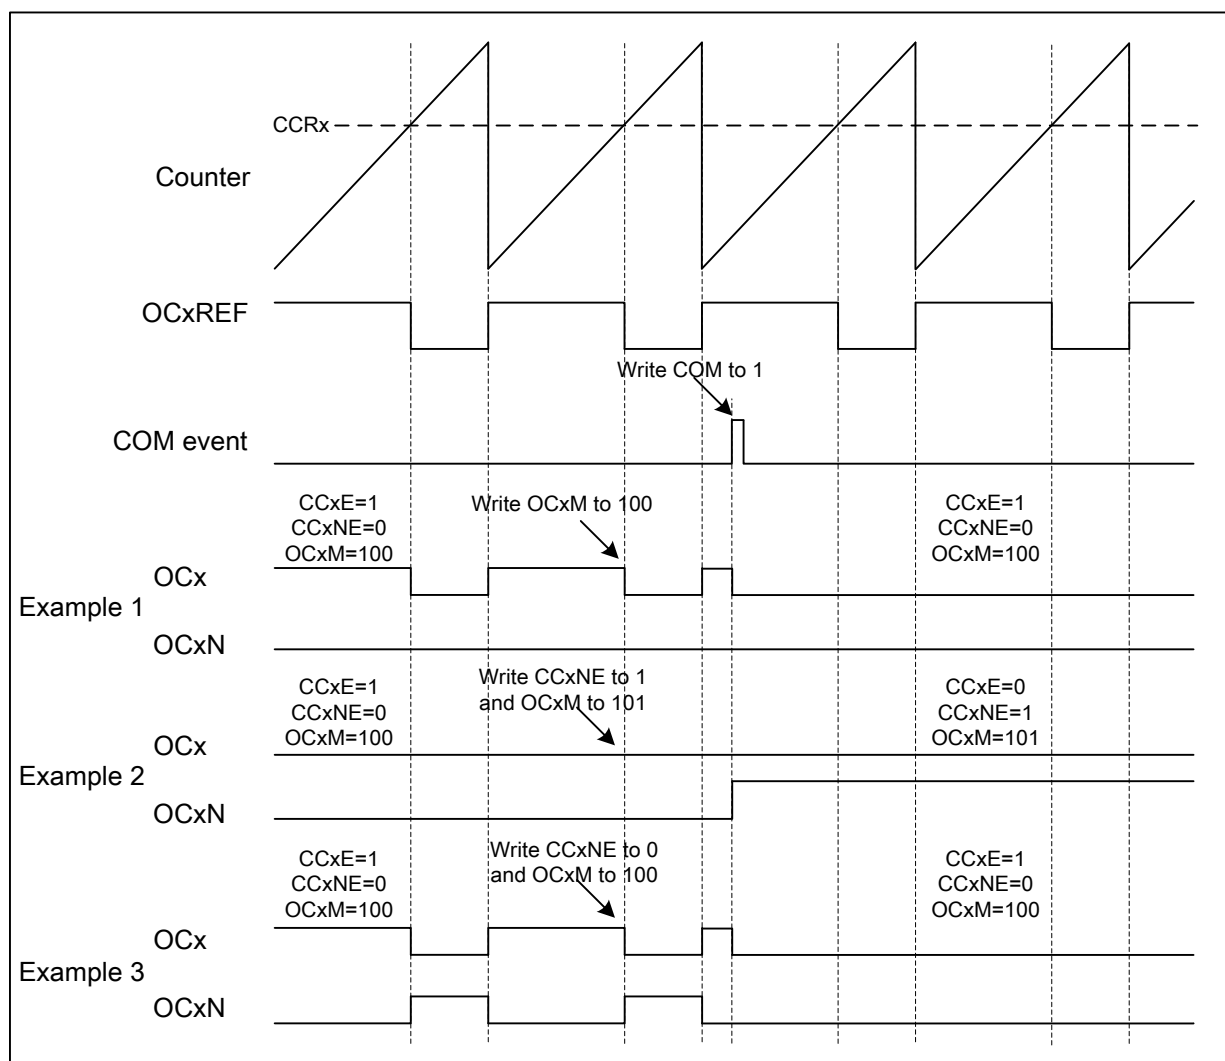 CCRx
Counter
OCxREF
Write COM to 1
COM event
CCxE=1
CCxNE=0
OCxM=100
Write OCxM to 100
CCxE=1
CCxNE=0
OCxM=100
OCx
Example 1
OCxN
CCxE=1
CCxNE=0
OCxM=100
Write CCxNE to 1
and OCxM to 101
CCxE=0
CCxNE=1
OCxM=101
OCx
Example 2
OCxN
CCxE=1
CCxNE=0
OCxM=100
Write CCxNE to 0
and OCxM to 100
CCxE=1
CCxNE=0
OCxM=100
OCx
Example 3
OCxN